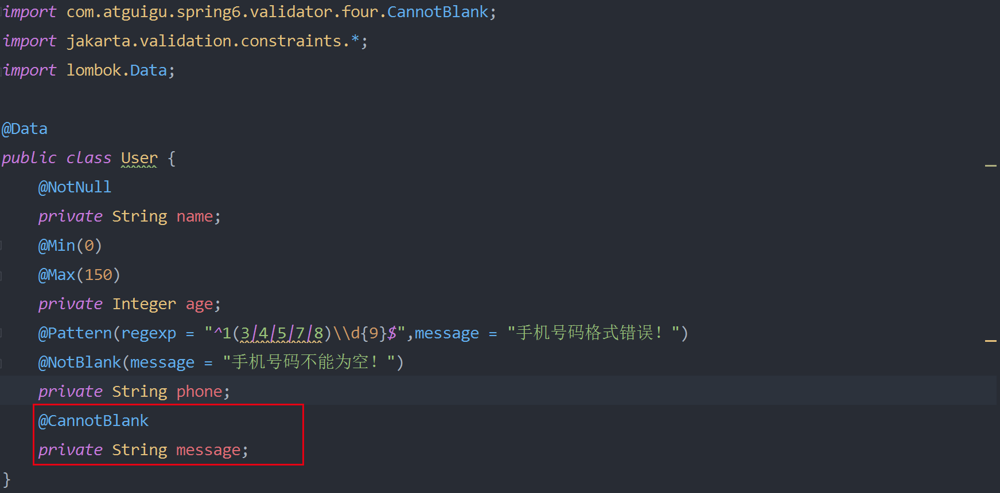 import com.atguigu.spring6.validator.four.CannotBlank;
import jakarta.validation.constraints.*;
import lombok.Data;
@Data
public class User {
@NotNull
private String name;
@Min(0)
@Max(150)
private Integer age;
@Pattern(regexp = "^1(3|4|5|7|8)\\d{9}$",message = "手机号码格式错误！")
@NotBlank(message = "手机号码不能为空！")
private String phone;
@CannotBlank
private String message;
}